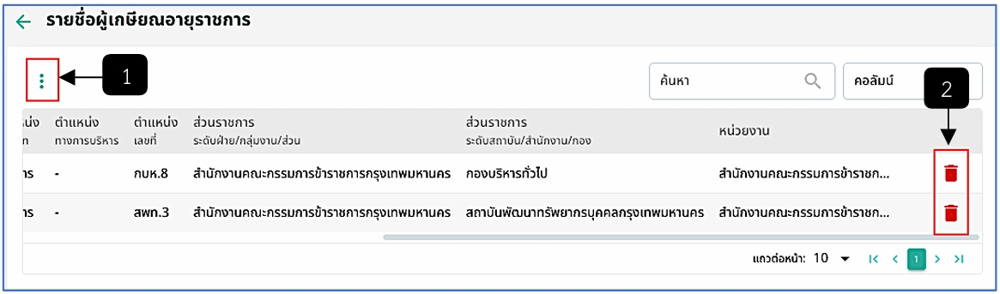 รายชื่อผู้เกษียณอายุราชการ
1
ค้นหา
คอลัมน์
2
ตำแหน่ง ตำแหน่ง ส่วนราชการ ส่วนราชการ หน่วยงาน
ทางการบริหาร เลขที่ ระดับฝ่าย/กลุ่มงาน/ส่วน ระดับสถาบัน/สำนักงาน/กอง
- กบห.8 สำนักงานคณะกรรมการข้าราชการกรุงเทพมหานคร กองบริหารทั่วไป สำนักงานคณะกรรมการข้าราชก...
- สพท.3 สำนักงานคณะกรรมการข้าราชการกรุงเทพมหานคร สถาบันพัฒนาทรัพยากรบุคคลกรุงเทพมหานคร สำนักงานคณะกรรมการข้าราชก...
แถวต่อหน้า: 10 1